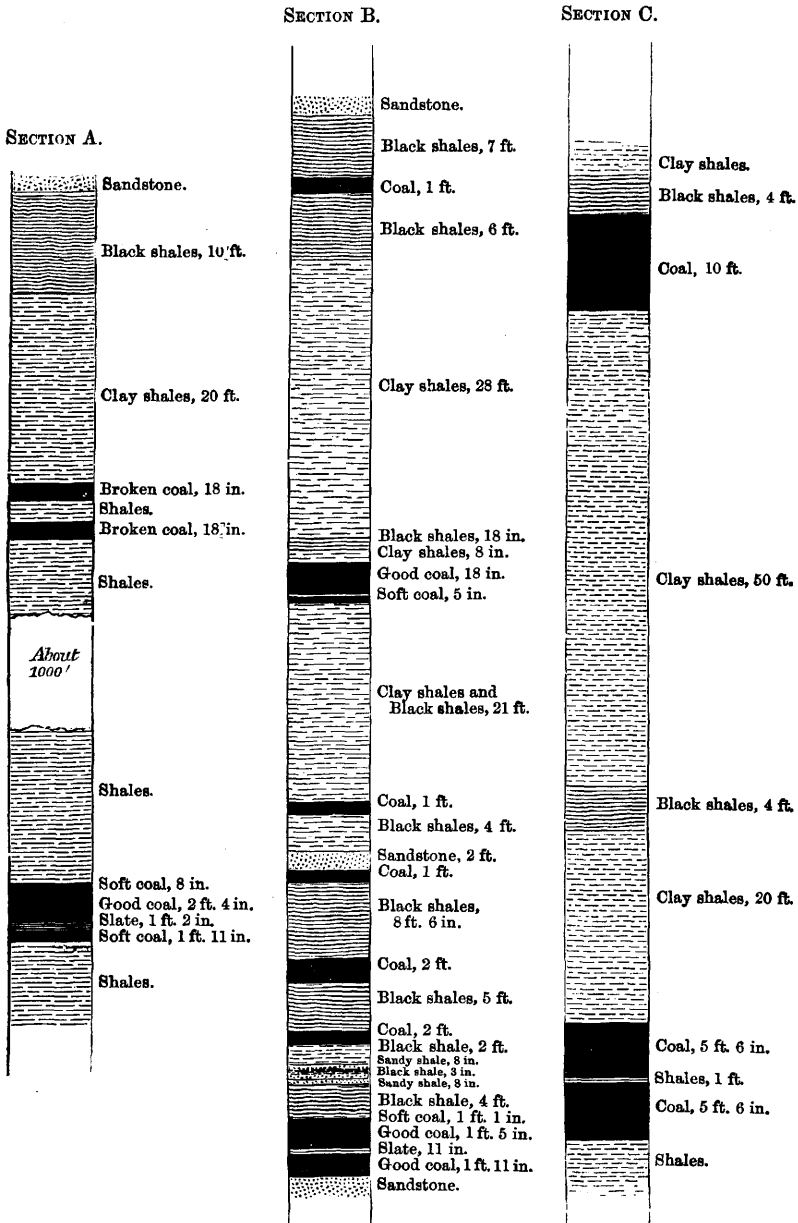 SECTION A.
Sandstone.
Black shales, 10 ft.
Clay shales, 20 ft.
Broken coal, 18 in.
Shales.
Broken coal, 18 in.
Shales.
About
1000'
Shales.
Soft coal, 8 in.
Good coal, 2 ft. 4 in.
Slate, 1 ft. 2 in.
Soft coal, 1 ft. 11 in.
Shales.
SECTION B.
Sandstone.
Black shales, 7 ft.
Coal, 1 ft.
Black shales, 6 ft.
Clay shales, 28 ft.
Black shales, 18 in.
Clay shales, 8 in.
Good coal, 18 in.
Soft coal, 5 in.
Clay shales and
Black shales, 21 ft.
Coal, 1 ft.
Black shales, 4 ft.
Sandstone, 2 ft.
Coal, 1 ft.
Black shales,
8 ft. 6 in.
Coal, 2 ft.
Black shales, 5 ft.
Coal, 2 ft.
Black shale, 2 ft.
Sandy shale, 8 in.
Black shale, 3 in.
Sandy shale, 8 in.
Black shale, 4 ft.
Soft coal, 1 ft. 1 in.
Good coal, 1 ft. 5 in.
Slate, 11 in.
Good coal, 1 ft. 11 in.
Sandstone.
SECTION C.
Clay shales.
Black shales, 4 ft.
Coal, 10 ft.
Clay shales, 50 ft.
Black shales, 4 ft.
Clay shales, 20 ft.
Coal, 5 ft. 6 in.
Shales, 1 ft.
Coal, 5 ft. 6 in.
Shales.